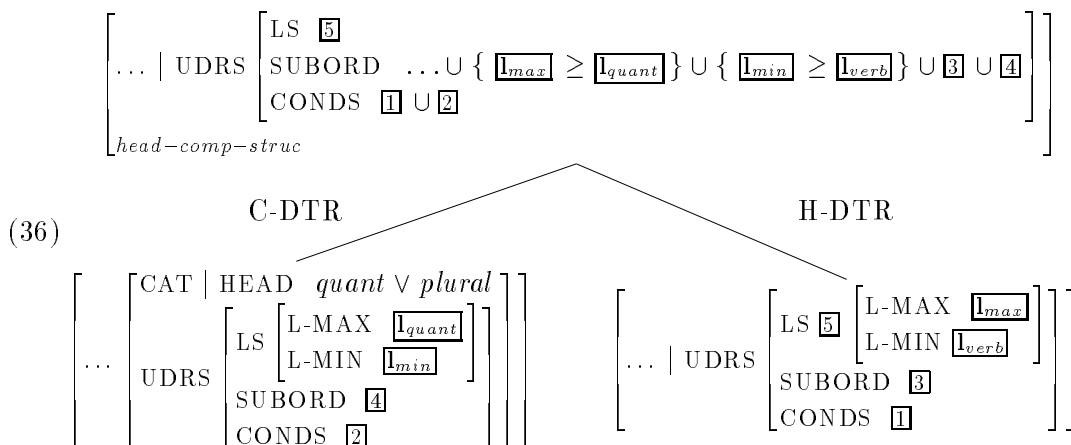 LS 5
… | UDRS SUBORD … ∪ { l_max ≥ l_quant } ∪ { l_min ≥ l_verb } ∪ 3 ∪ 4
CONDS 1 ∪ 2
head−comp−struc
C-DTR H-DTR
(36)
CAT | HEAD quant ∨ plural
LS L-MAX l_quant
L-MIN l_min
… UDRS
SUBORD 4
CONDS 2
L-MAX l_max
LS 5
L-MIN l_verb
… | UDRS
SUBORD 3
CONDS 1